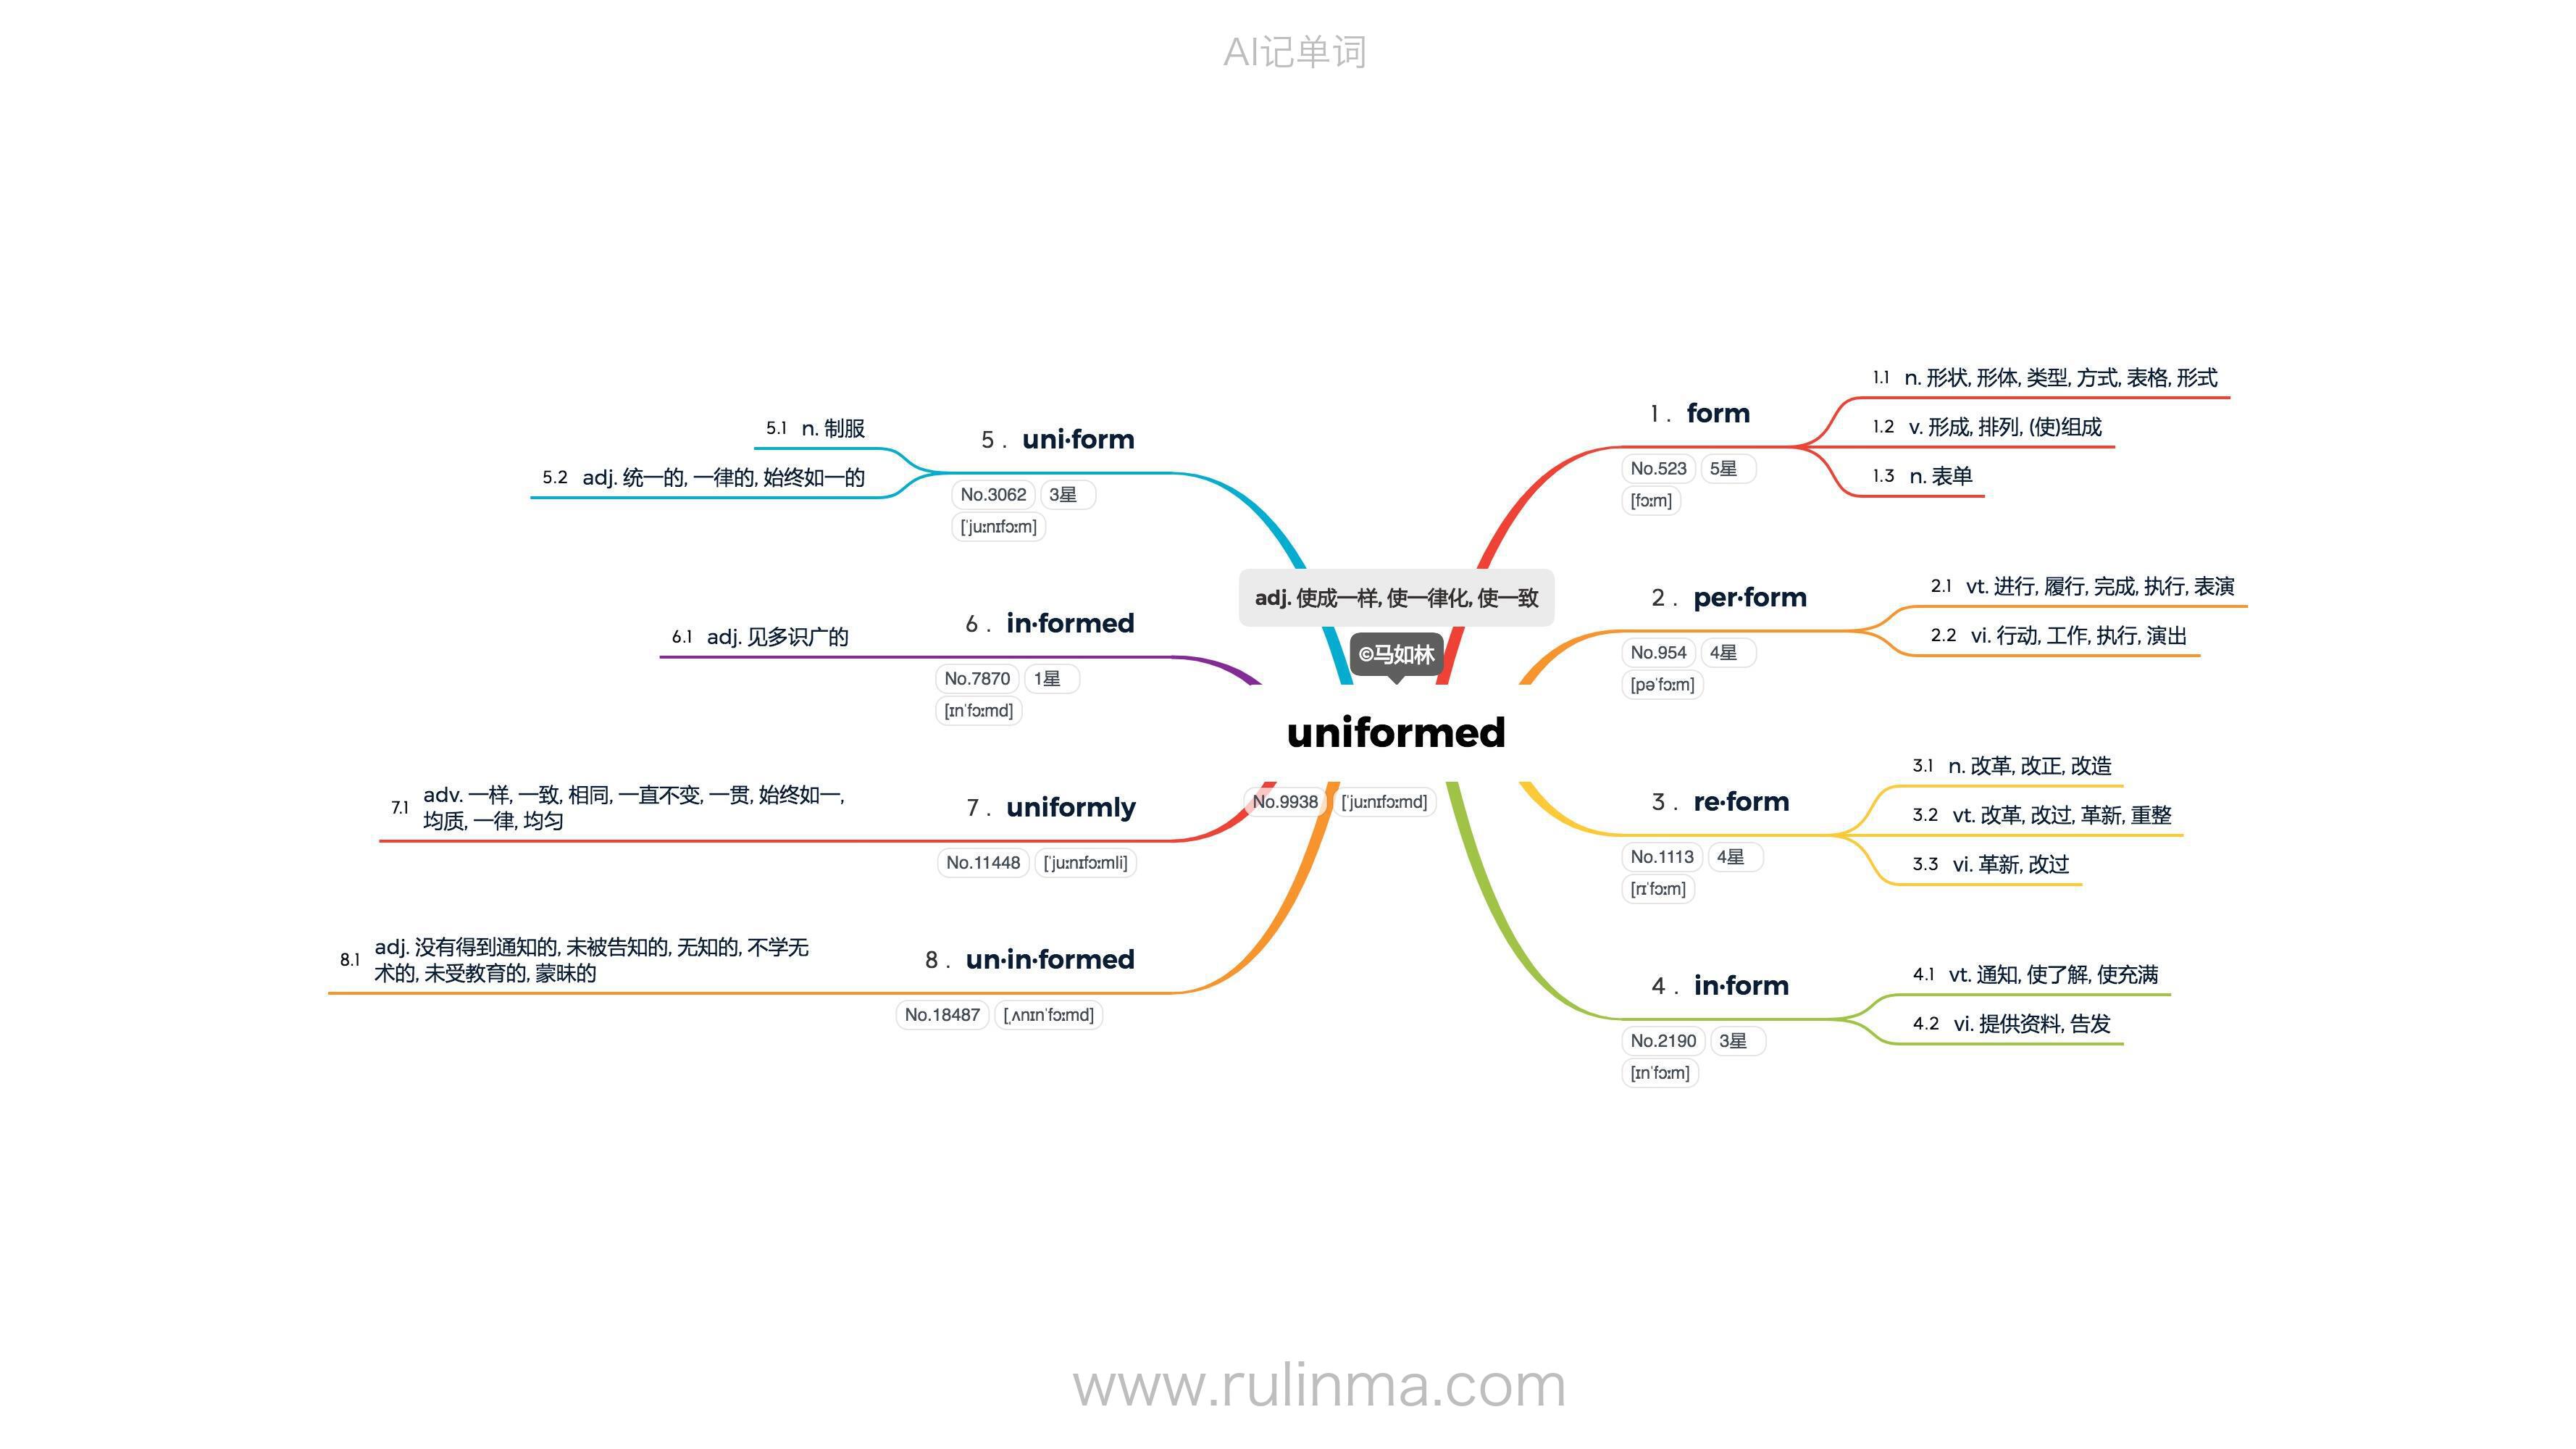 AI记单词
adj. 使成一样, 使一律化, 使一致
©马如林
uniformed
No.9938 [ˈjuːnɪfɔːmd]
1 . form
No.523 5星
[fɔːm]
1.1 n. 形状, 形体, 类型, 方式, 表格, 形式
1.2 v. 形成, 排列, (使)组成
1.3 n. 表单
2 . per·form
No.954 4星
[pəˈfɔːm]
2.1 vt. 进行, 履行, 完成, 执行, 表演
2.2 vi. 行动, 工作, 执行, 演出
3 . re·form
No.1113 4星
[rɪˈfɔːm]
3.1 n. 改革, 改正, 改造
3.2 vt. 改革, 改过, 革新, 重整
3.3 vi. 革新, 改过
4 . in·form
No.2190 3星
[ɪnˈfɔːm]
4.1 vt. 通知, 使了解, 使充满
4.2 vi. 提供资料, 告发
5 . uni·form
No.3062 3星
[ˈjuːnɪfɔːm]
5.1 n. 制服
5.2 adj. 统一的, 一律的, 始终如一的
6 . in·formed
No.7870 1星
[ɪnˈfɔːmd]
6.1 adj. 见多识广的
7 . uniformly
No.11448 [ˈjuːnɪfɔːmli]
7.1 adv. 一样, 一致, 相同, 一直不变, 一贯, 始终如一,
均质, 一律, 均匀
8 . un·in·formed
No.18487 [ˌʌnɪnˈfɔːmd]
8.1 adj. 没有得到通知的, 未被告知的, 无知的, 不学无
术的, 未受教育的, 蒙昧的
www.rulinma.com